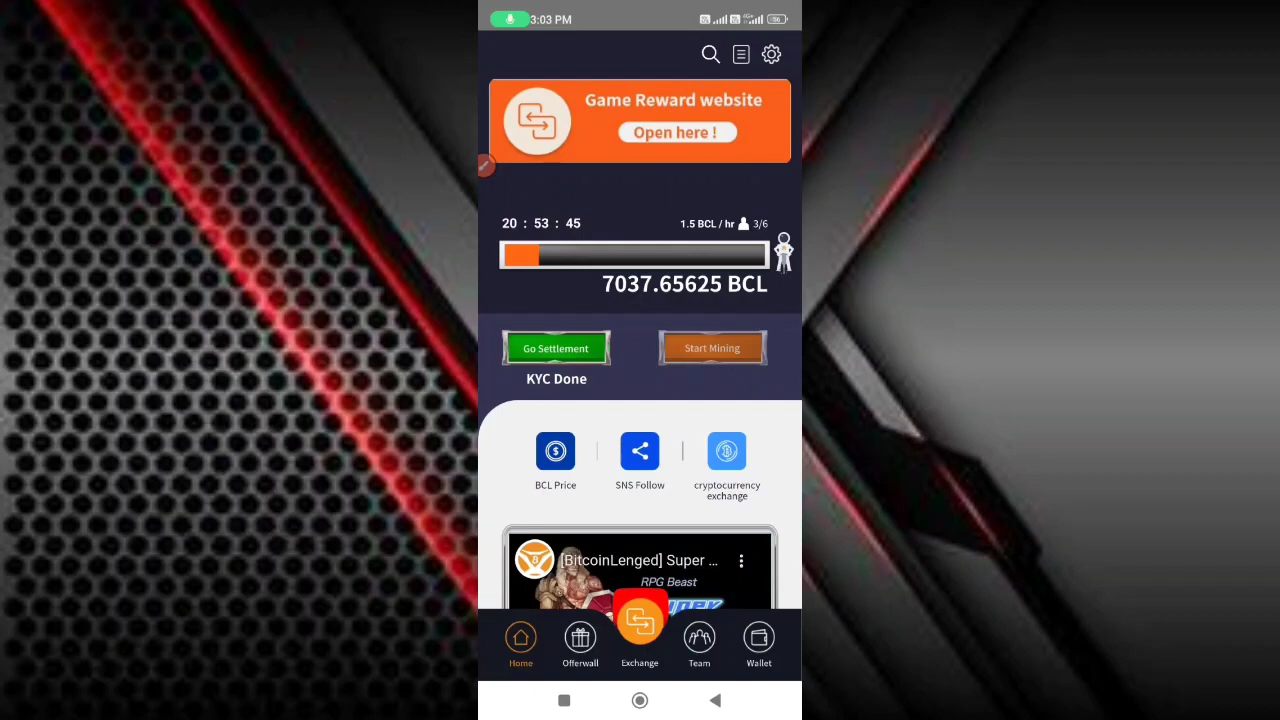 3:03 PM
56
Game Reward website
Open here !
20 : 53 : 45
1.5 BCL / hr 3/6
7037.65625 BCL
Go Settlement
Start Mining
KYC Done
BCL Price
SNS Follow
cryptocurrency
exchange
[BitcoinLenged] Super ...
RPG Beast
Home
Offerwall
Exchange
Team
Wallet